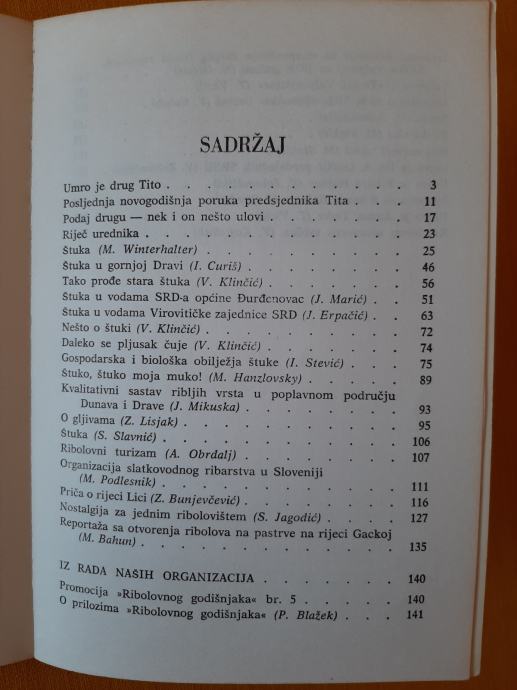 SADRŽAJ
Umro je drug Tito . . . . . . . . . . . . 3
Posljednja novogodišnja poruka predsjednika Tita . . 11
Podaj drugu — nek i on nešto ulovi . . . . . . 17
Riječ urednika . . . . . . . . . . . . . 23
Štuka (M. Winterhalter) . . . . . . . . . . 25
Štuka u gornjoj Dravi (I. Curiš) . . . . . . . 46
Tako prođe stara štuka (V. Klinčić) . . . . . . 56
Štuka u vodama SRD-a općine Đurđenovac (J. Marić) . . 51
Štuka u vodama Virovitičke zajednice SRD (J. Erpačić) . . 63
Nešto o štuki (V. Klinčić) . . . . . . . . . 72
Daleko se pljusak čuje (V. Klinčić) . . . . . . 74
Gospodarska i biološka obilježja štuke (I. Stević) . . . 75
Štuko, štuko moja muko! (M. Hanzlovsky) . . . . . 89
Kvalitativni sastav ribljih vrsta u poplavnom području
Dunava i Drave (J. Mikuska) . . . . . . . 93
O gljivama (Z. Lisjak) . . . . . . . . . . 95
Štuka (S. Slavnić) . . . . . . . . . . . 106
Ribolovni turizam (A. Obrdalj) . . . . . . . 107
Organizacija slatkovodnog ribarstva u Sloveniji
(M. Podlesnik) . . . . . . . . . . . 111
Priča o rijeci Lici (Z. Bunjevčević) . . . . . . 116
Nostalgija za jednim ribolovištem (S. Jagodić) . . . . 127
Reportaža sa otvorenja ribolova na pastrve na rijeci Gackoj
(M. Bahun) . . . . . . . . . . . . 135
IZ RADA NAŠIH ORGANIZACIJA . . . . . . . 140
Promocija »Ribolovnog godišnjaka« br. 5 . . . . . 140
O prilozima »Ribolovnog godišnjaka« (P. Blažek) . . . 141